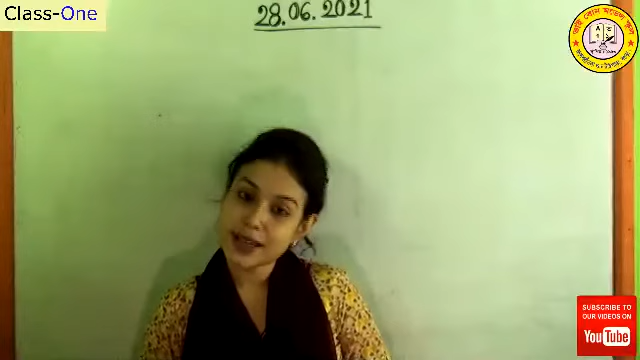 Class-One
28.06.2021
SUBSCRIBE TO
OUR VIDEOS ON
YouTube